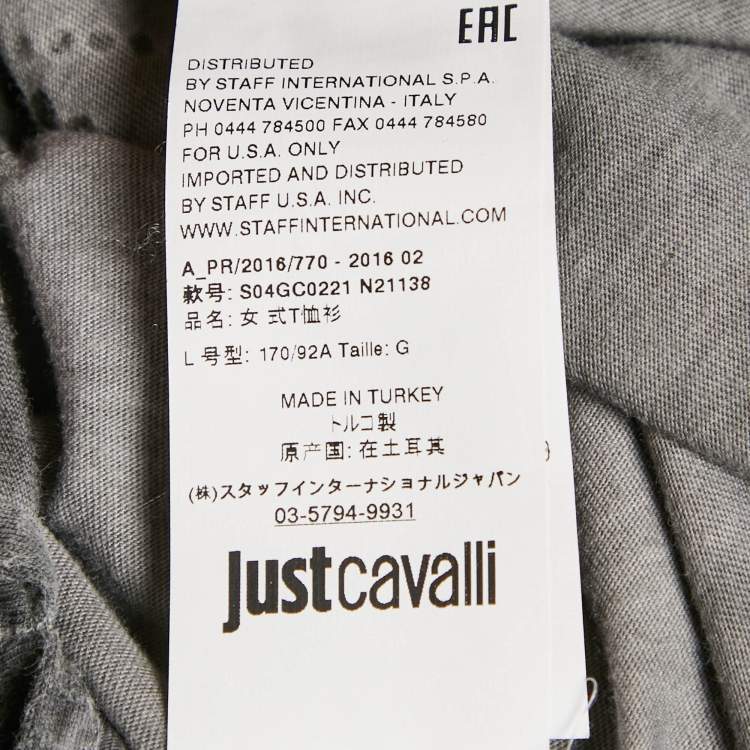 EAC
DISTRIBUTED
BY STAFF INTERNATIONAL S.P.A.
NOVENTA VICENTINA - ITALY
PH 0444 784500 FAX 0444 784580
FOR U.S.A. ONLY
IMPORTED AND DISTRIBUTED
BY STAFF U.S.A. INC.
WWW.STAFFINTERNATIONAL.COM
A_PR/2016/770 - 2016 02
款号: S04GC0221 N21138
品名: 女 式T恤衫
L 号型: 170/92A Taille: G
MADE IN TURKEY
トルコ製
原产国: 在土耳其
(株)スタッフインターナショナルジャパン
03-5794-9931
Justcavalli